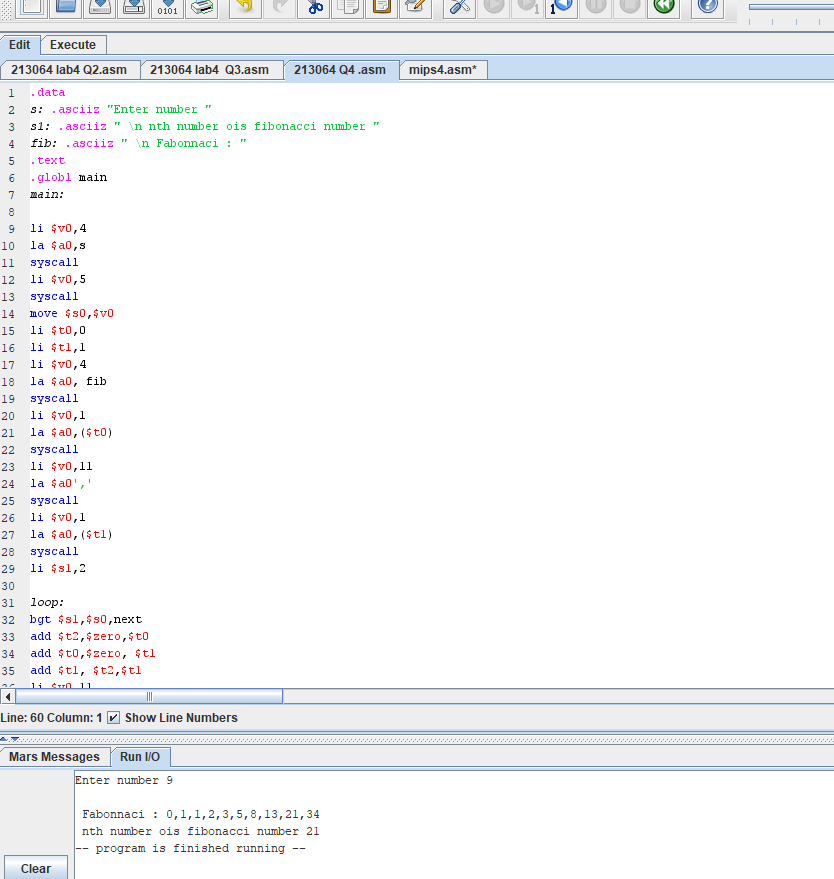 0101
1
1
Edit Execute
213064 lab4 Q2.asm 213064 lab4 Q3.asm 213064 Q4 .asm mips4.asm*
1 .data
2 s: .asciiz "Enter number "
3 s1: .asciiz " \n nth number ois fibonacci number "
4 fib: .asciiz " \n Fabonnaci : "
5 .text
6 .globl main
7 main:
8
9 li $v0,4
10 la $a0,s
11 syscall
12 li $v0,5
13 syscall
14 move $s0,$v0
15 li $t0,0
16 li $t1,1
17 li $v0,4
18 la $a0, fib
19 syscall
20 li $v0,1
21 la $a0,($t0)
22 syscall
23 li $v0,11
24 la $a0','
25 syscall
26 li $v0,1
27 la $a0,($t1)
28 syscall
29 li $s1,2
30
31 loop:
32 bgt $s1,$s0,next
33 add $t2,$zero,$t0
34 add $t0,$zero, $t1
35 add $t1, $t2,$t1
Line: 60 Column: 1 Show Line Numbers
Mars Messages Run I/O
Enter number 9
Fabonnaci : 0,1,1,2,3,5,8,13,21,34
nth number ois fibonacci number 21
-- program is finished running --
Clear